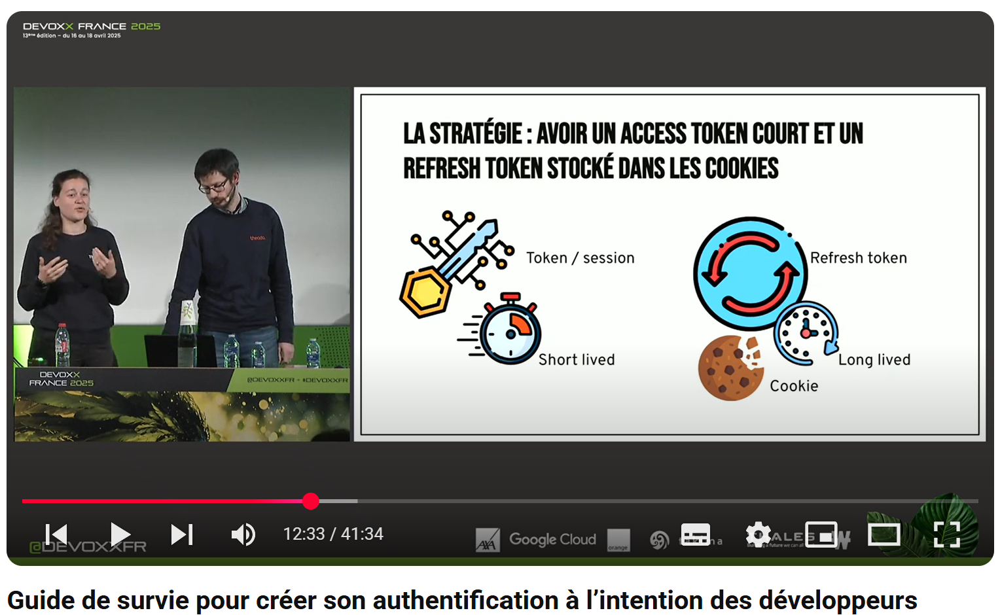 DEVOXX FRANCE 2025
13ème édition – du 16 au 18 avril 2025
LA STRATÉGIE : AVOIR UN ACCESS TOKEN COURT ET UN
REFRESH TOKEN STOCKÉ DANS LES COOKIES
Token / session
Refresh token
Short lived
Long lived
Cookie
theodo.
DEVOXX
FRANCE 2025
@DEVOXXFR - #DEVOXXFR
12:33 / 41:34
@DEVOXXFR
AXA
Google Cloud
orange
Guide de survie pour créer son authentification à l’intention des développeurs